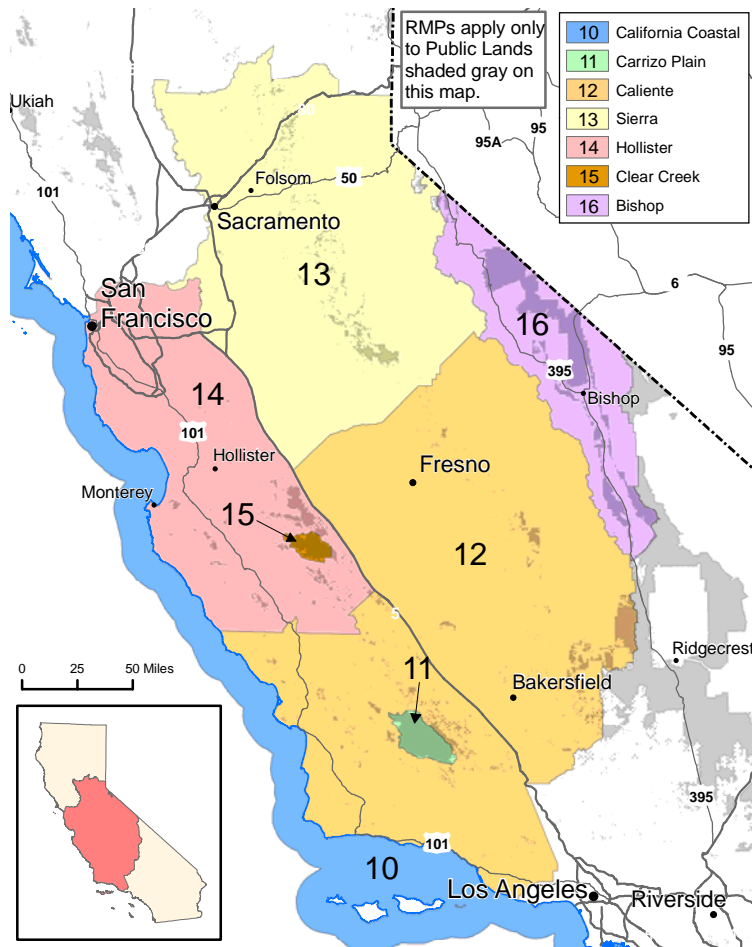 RMPs apply only
to Public Lands
shaded gray on
this map.
10 California Coastal
11 Carrizo Plain
12 Caliente
13 Sierra
14 Hollister
15 Clear Creek
16 Bishop
Ukiah
80
95
95A
101
Folsom
50
Sacramento
13
6
San
Francisco
16
95
395
14
Bishop
101
Hollister
Fresno
Monterey
15
12
5
11
Ridgecrest
0 25 50 Miles
Bakersfield
395
101
10
Los Angeles
Riverside